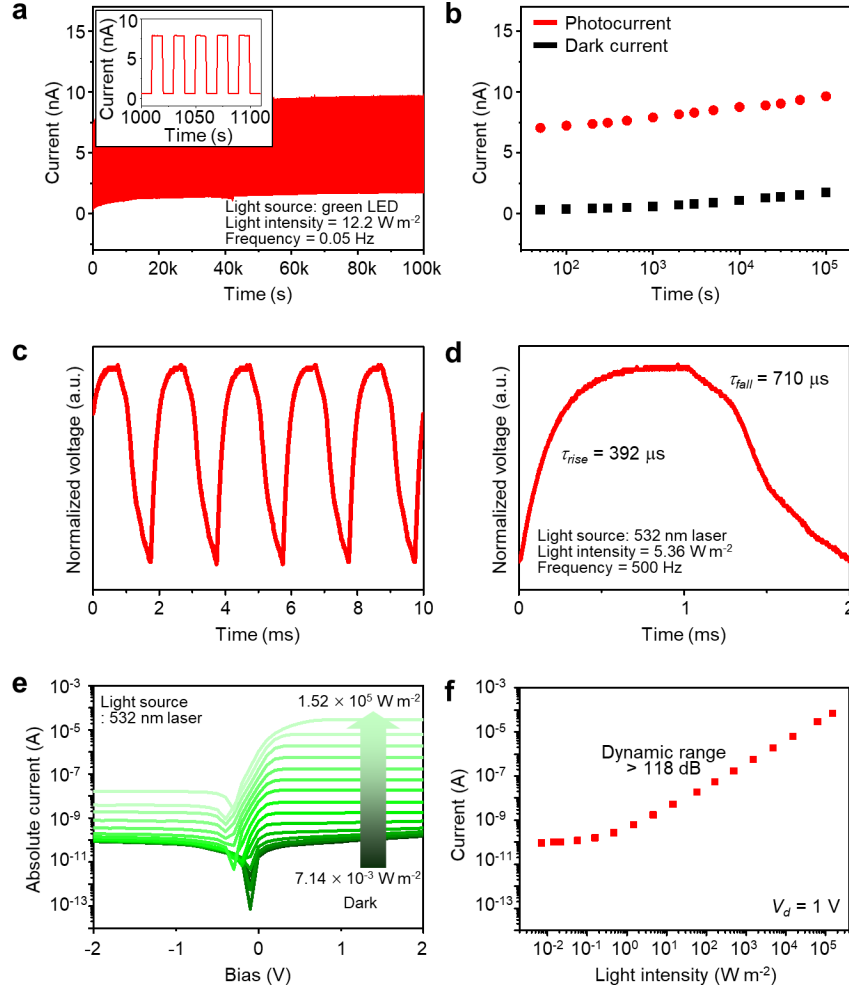 a
Current (nA)
15
10
5
0
0
20k
40k
60k
80k
100k
Time (s)
Current (nA)
10
5
0
1000
1050
1100
Time (s)
Light source: green LED
Light intensity = 12.2 W m-2
Frequency = 0.05 Hz
b
Photocurrent
Dark current
Current (nA)
15
10
5
0
10²
10³
10⁴
10⁵
Time (s)
c
Normalized voltage (a.u.)
0
2
4
6
8
10
Time (ms)
d
Normalized voltage (a.u.)
τfall = 710 μs
τrise = 392 μs
Light source: 532 nm laser
Light intensity = 5.36 W m-2
Frequency = 500 Hz
0
1
2
Time (ms)
e
Absolute current (A)
10-3
10-5
10-7
10-9
10-11
10-13
Light source
: 532 nm laser
1.52 × 10⁵ W m-2
7.14 × 10-3 W m-2
Dark
-2
-1
0
1
2
Bias (V)
f
Current (A)
10-3
10-5
10-7
10-9
10-11
10-13
Dynamic range
> 118 dB
Vd = 1 V
10-2
10-1
10⁰
10¹
10²
10³
10⁴
10⁵
Light intensity (W m-2)